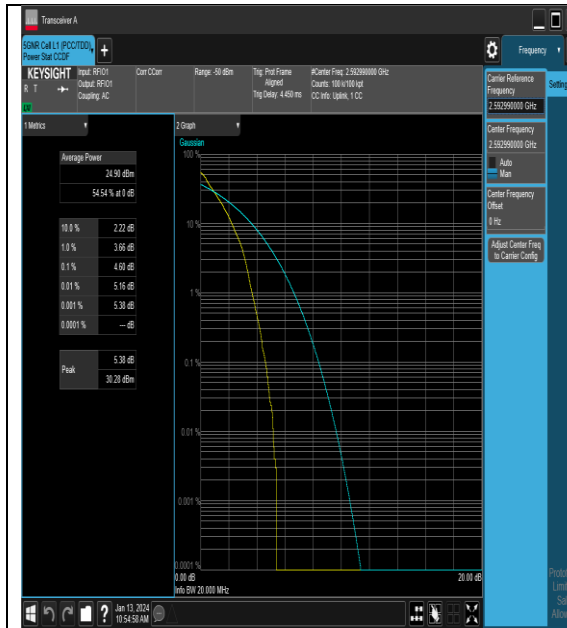 Transceiver A
5GNR Cell L1 (PCC/TDD),
Power Stat CCDF
Frequency
KEYSIGHT
R T
Input: RFIO1
Output: RFIO1
Coupling: AC
Corr CCorr
Range: -50 dBm
Trig: Prot Frame
Aligned
Trig Delay: 4.450 ms
#Center Freq: 2.592990000 GHz
Counts: 100 k/100 kpt
CC Info: Uplink, 1 CC
1 Metrics
Average Power
24.90 dBm
54.54 % at 0 dB
10.0 % 2.22 dB
1.0 % 3.66 dB
0.1 % 4.60 dB
0.01 % 5.16 dB
0.001 % 5.38 dB
0.0001 % --- dB
Peak
5.38 dB
30.28 dBm
2 Graph
Gaussian
100 %
10 %
1 %
0.1 %
0.01 %
0.001 %
0.0001 %
0.00 dB
20.00 dB
Info BW 20.000 MHz
Carrier Reference
Frequency
2.592990000 GHz
Center Frequency
2.592990000 GHz
Auto
Man
Center Frequency
Offset
0 Hz
Adjust Center Freq
to Carrier Config
Setting
Jan 13, 2024
10:54:58 AM